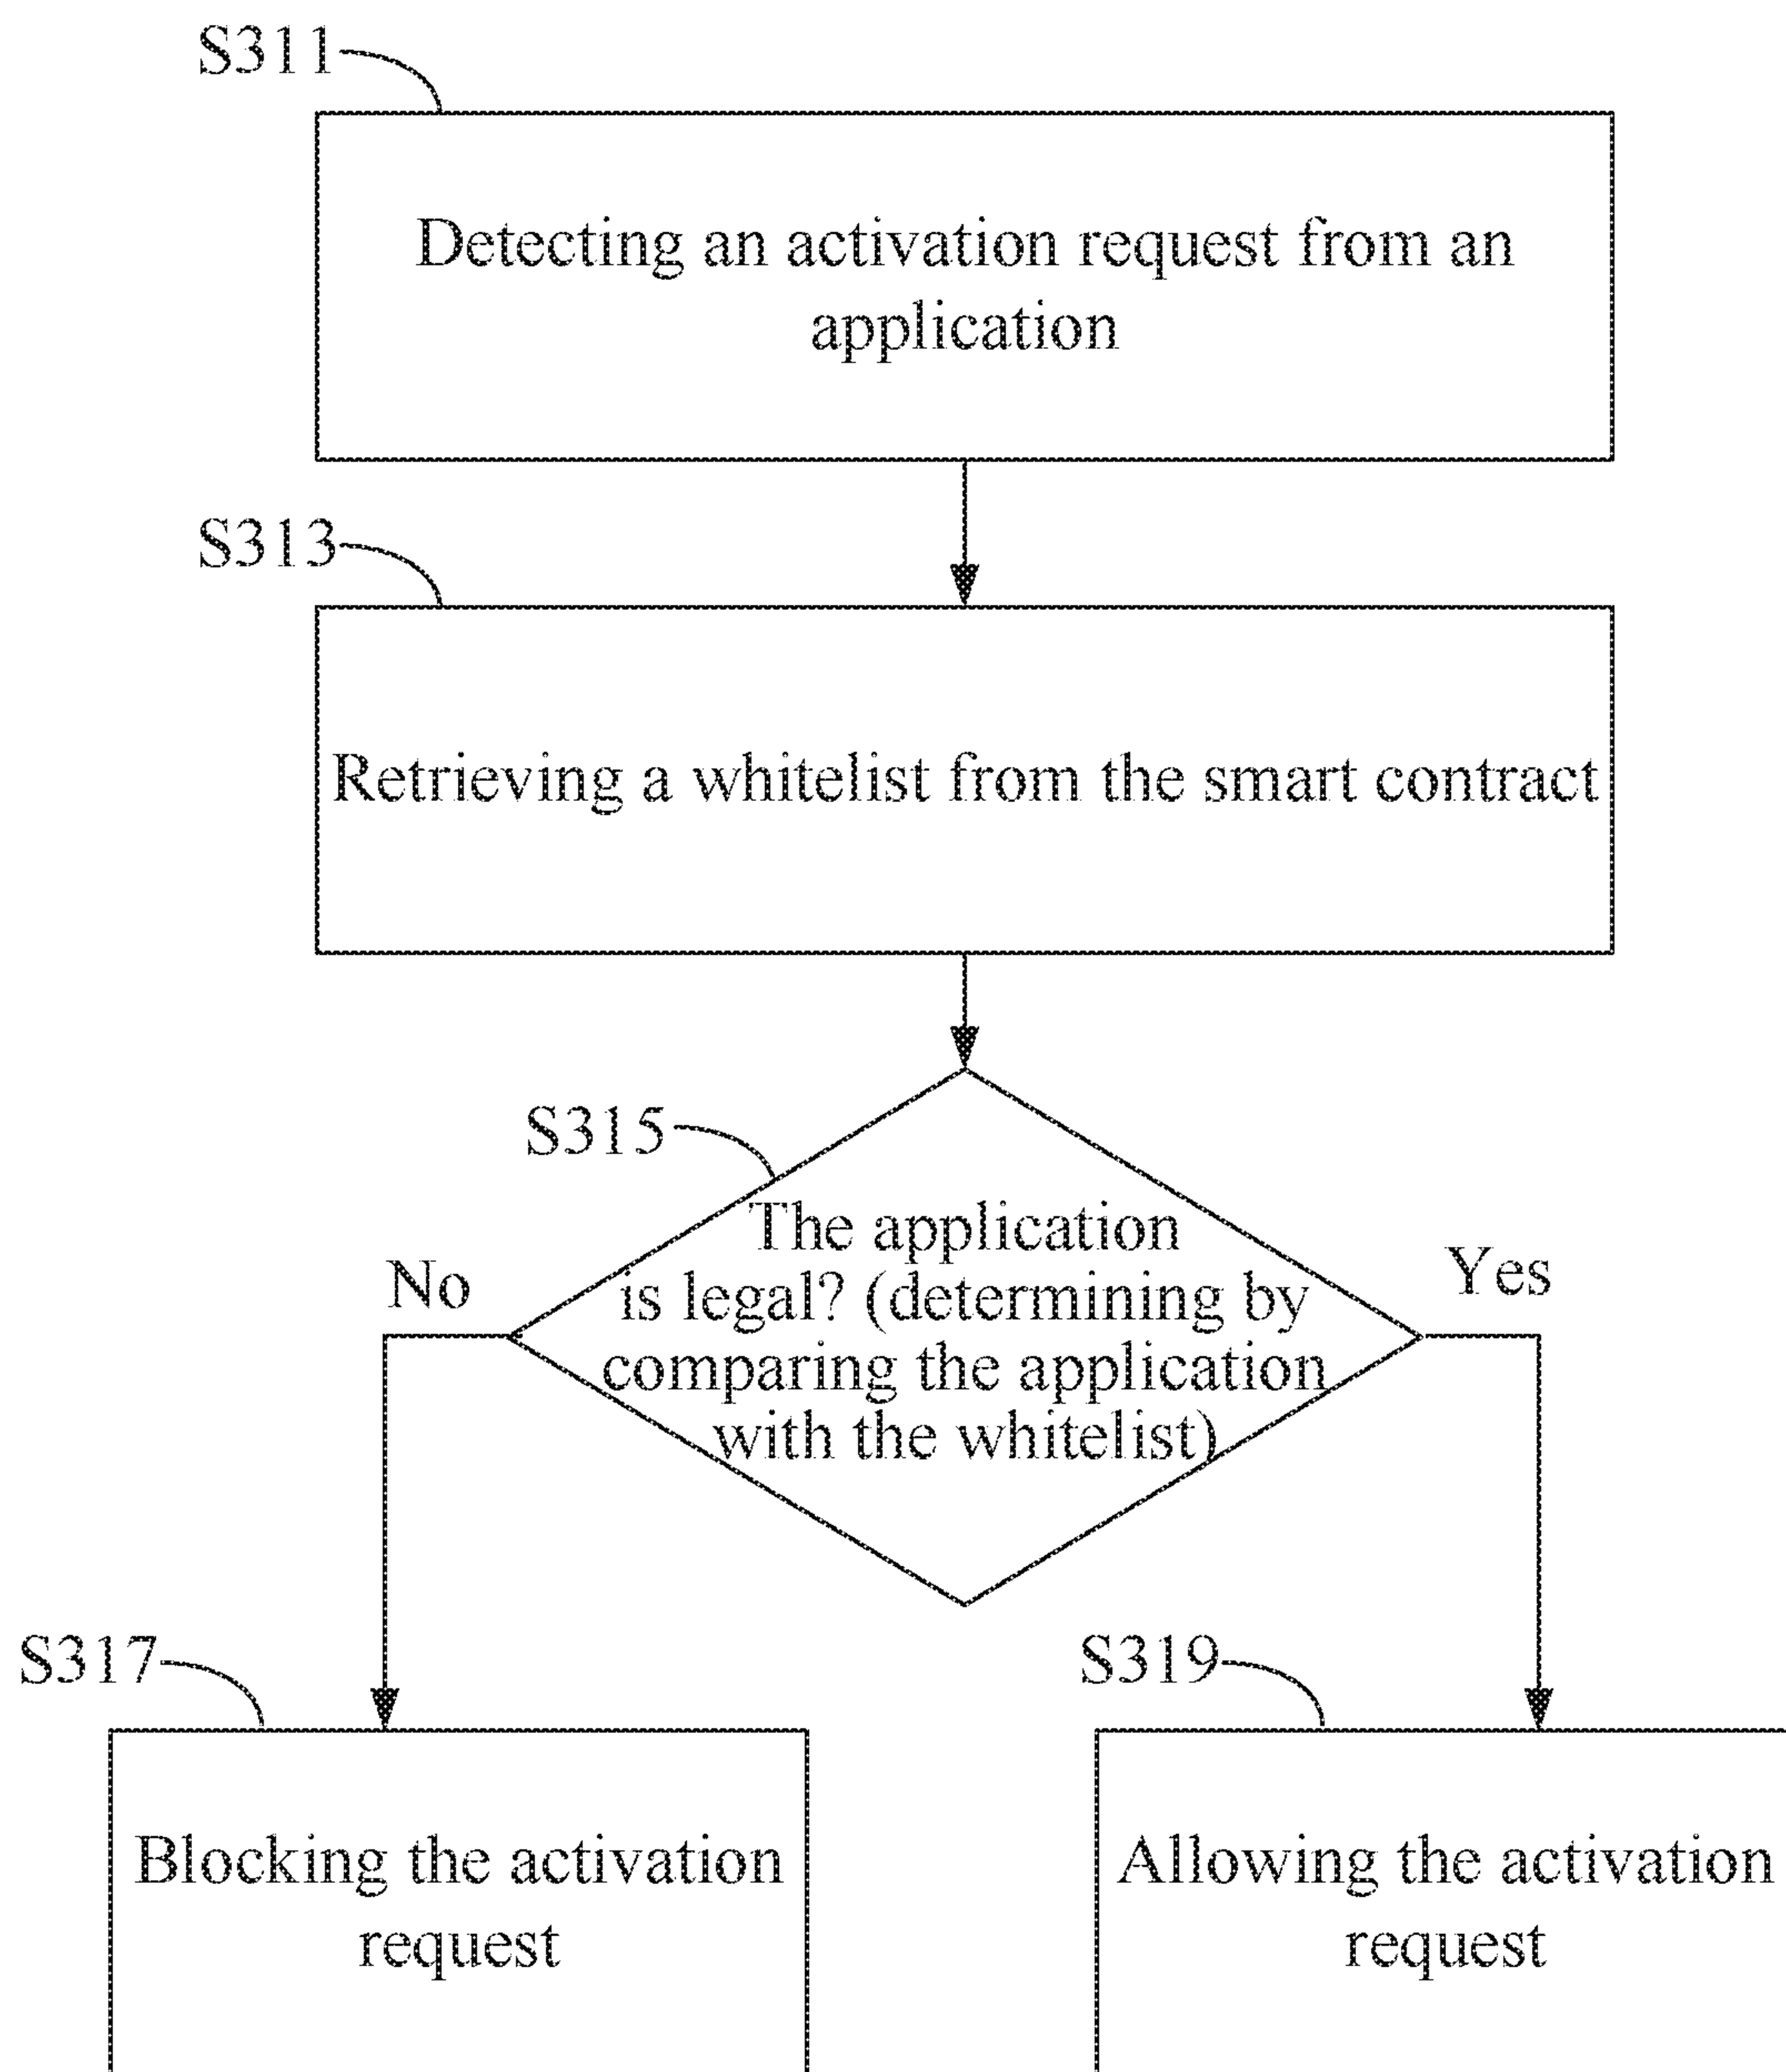 S311
Detecting an activation request from an
application
S313
Retrieving a whitelist from the smart contract
S315
The application
is legal? (determining by
comparing the application
with the whitelist)
No
Yes
S317
Blocking the activation
request
S319
Allowing the activation
request